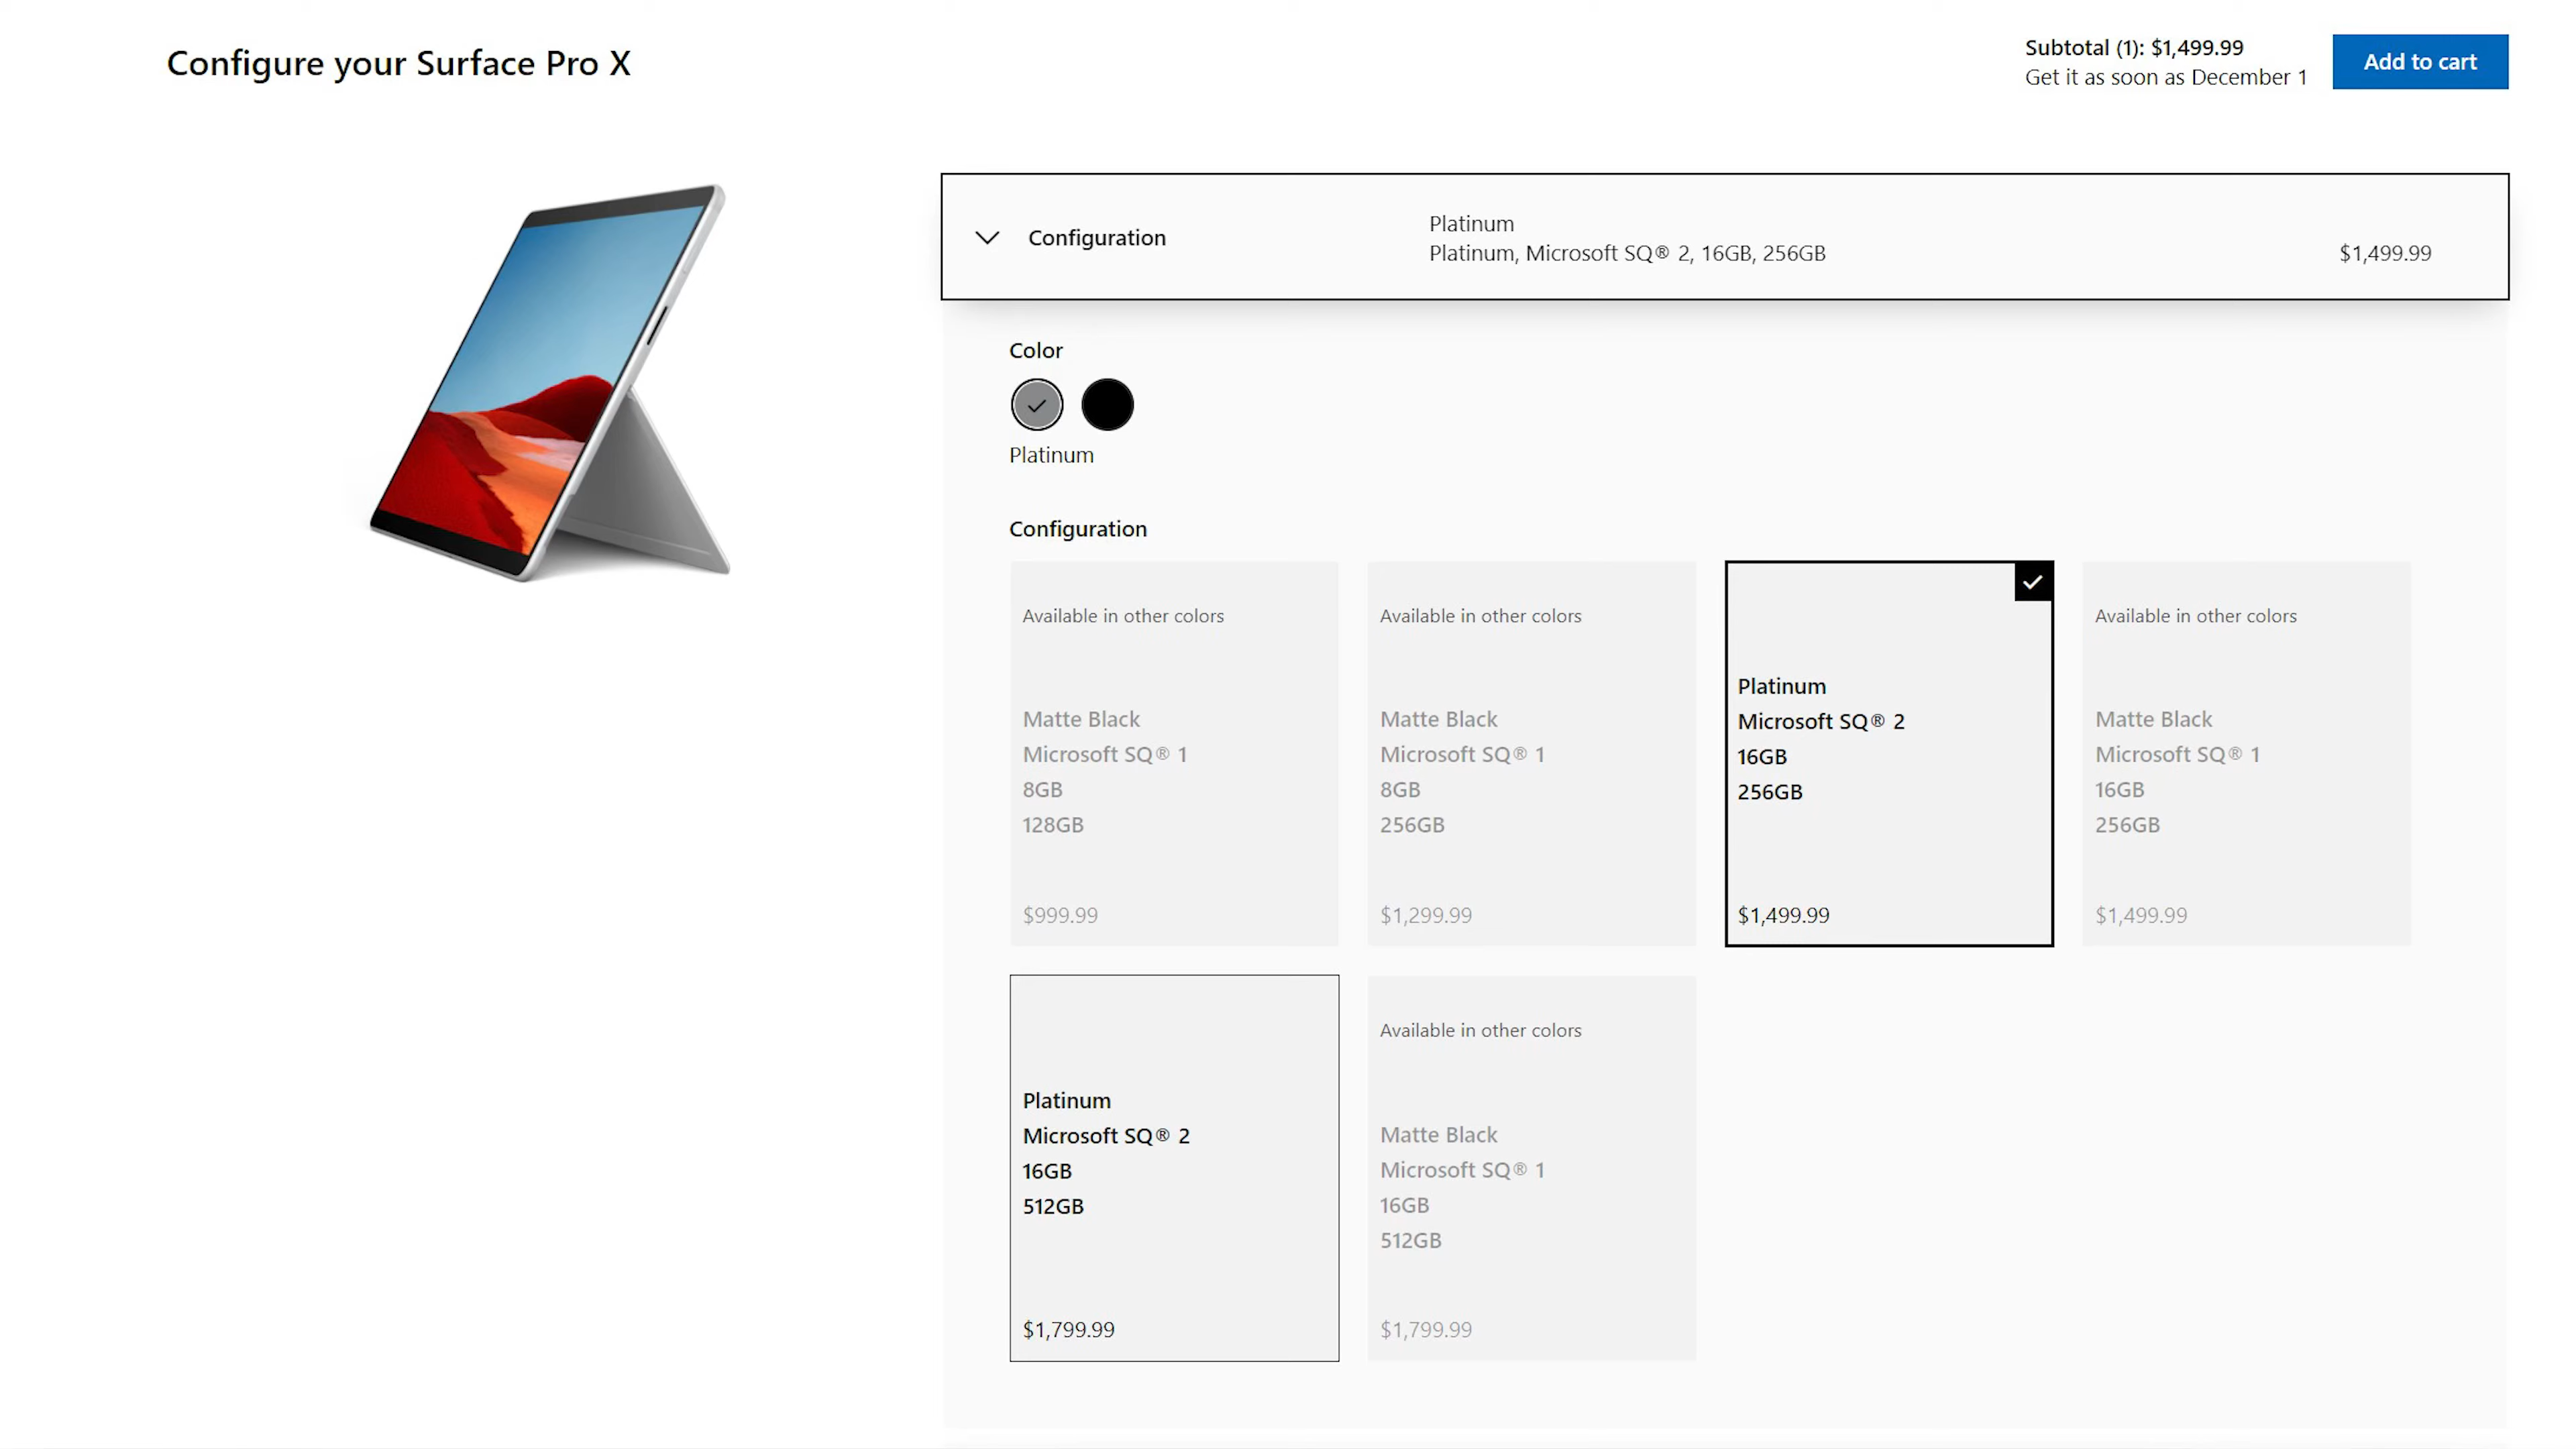 Configure your Surface Pro X
Subtotal (1): $1,499.99
Get it as soon as December 1
Add to cart
Configuration
Platinum
Platinum, Microsoft SQ® 2, 16GB, 256GB
$1,499.99
Color
Platinum
Configuration
Available in other colors
Matte Black
Microsoft SQ® 1
8GB
128GB
$999.99
Available in other colors
Matte Black
Microsoft SQ® 1
8GB
256GB
$1,299.99
Platinum
Microsoft SQ® 2
16GB
256GB
$1,499.99
Available in other colors
Matte Black
Microsoft SQ® 1
16GB
256GB
$1,499.99
Platinum
Microsoft SQ® 2
16GB
512GB
$1,799.99
Available in other colors
Matte Black
Microsoft SQ® 1
16GB
512GB
$1,799.99